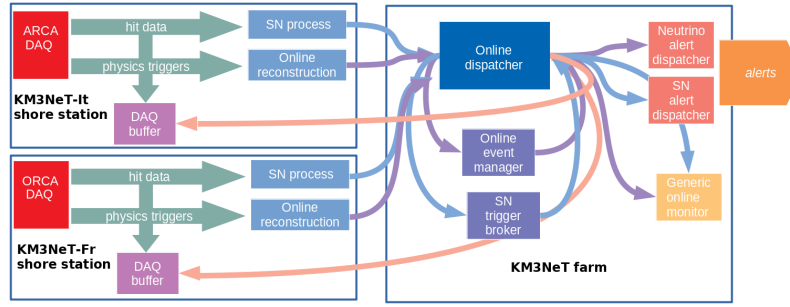 ARCA
DAQ
hit data
physics triggers
SN process
Online
reconstruction
KM3NeT-It
shore station
DAQ
buffer
ORCA
DAQ
hit data
physics triggers
SN process
Online
reconstruction
KM3NeT-Fr
shore station
DAQ
buffer
Online
dispatcher
Online
event
manager
SN
trigger
broker
KM3NeT farm
Neutrino
alert
dispatcher
SN
alert
dispatcher
Generic
online
monitor
alerts